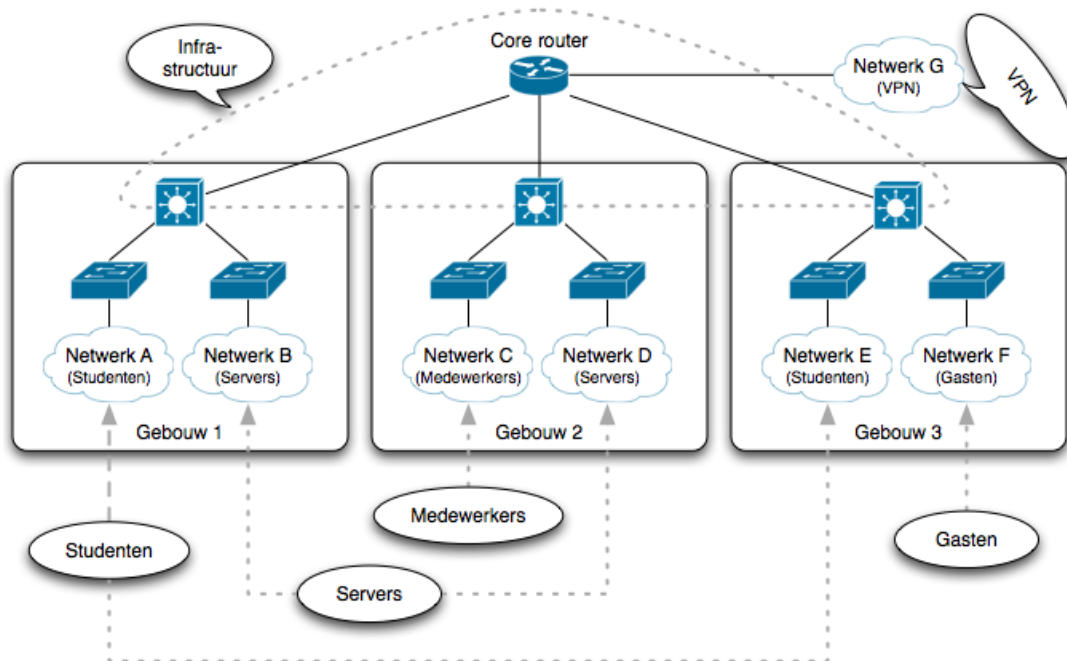 Infra-
structuur
Core router
Netwerk G
(VPN)
VPN
Netwerk A
(Studenten)
Netwerk B
(Servers)
Netwerk C
(Medewerkers)
Netwerk D
(Servers)
Netwerk E
(Studenten)
Netwerk F
(Gasten)
Gebouw 1
Gebouw 2
Gebouw 3
Medewerkers
Studenten
Gasten
Servers